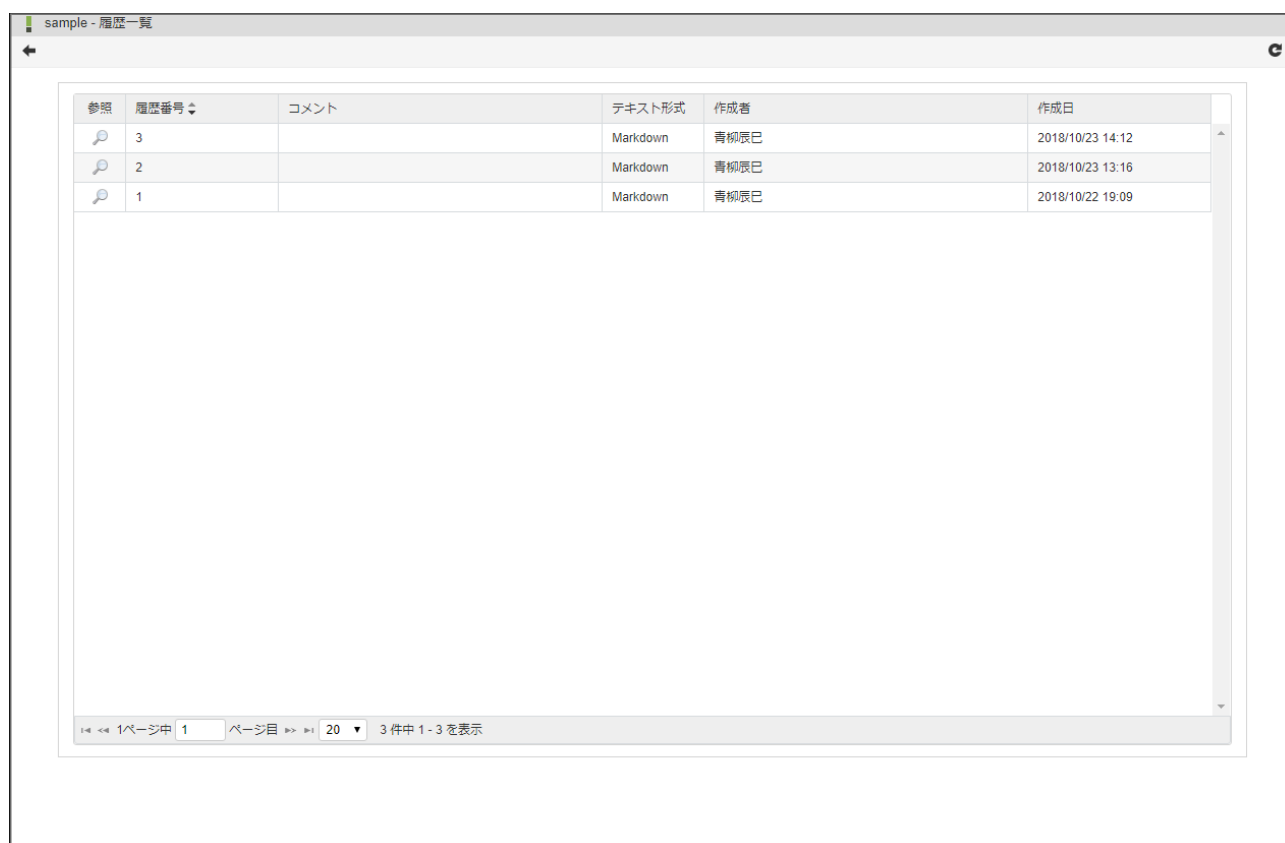 sample - 履歴一覧
参照 履歴番号 コメント テキスト形式 作成者 作成日
3 Markdown 青柳辰巳 2018/10/23 14:12
2 Markdown 青柳辰巳 2018/10/23 13:16
1 Markdown 青柳辰巳 2018/10/22 19:09
1ページ中 1 ページ目 20 3 件中 1 - 3 を表示